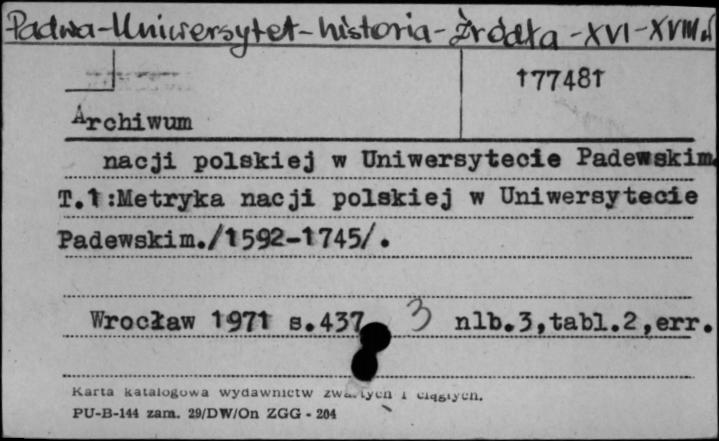 Padwa-Uniwersytet-historia-źródła-XVI-XVIII w
177481
Archiwum
nacji polskiej w Uniwersytecie Padewskim.
T.1:Metryka nacji polskiej w Uniwersytecie
Padewskim./1592-1745/.
Wrocław 1971 s.437 3 nlb.3,tabl.2,err.
Karta katalogowa wydawnictw zwartych i ciągłych.
PU-B-144 zam. 29/DW/On ZGG - 204